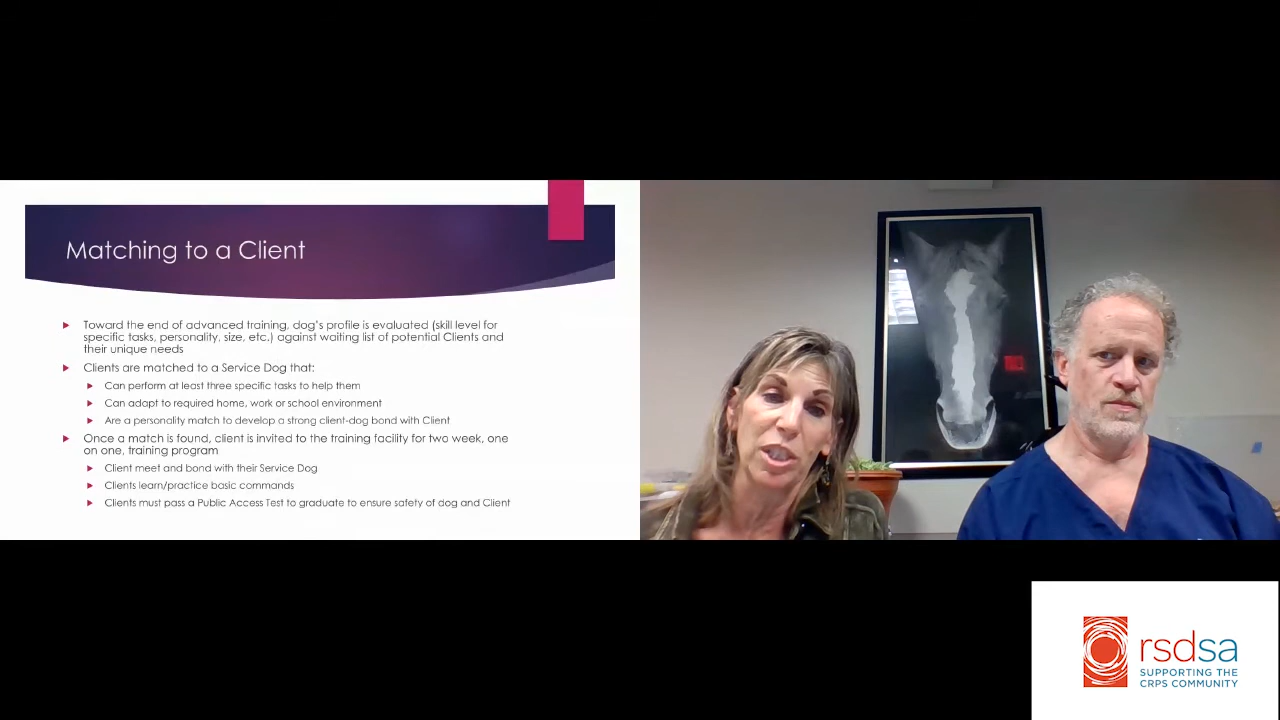 Matching to a Client
Toward the end of advanced training, dog's profile is evaluated (skill level for
specific tasks, personality, size, etc.) against waiting list of potential Clients and
their unique needs
Clients are matched to a Service Dog that:
Can perform at least three specific tasks to help them
Can adapt to required home, work or school environment
Are a personality match to develop a strong client-dog bond with Client
Once a match is found, client is invited to the training facility for two week, one
on one, training program
Client meet and bond with their Service Dog
Clients learn/practice basic commands
Clients must pass a Public Access Test to graduate to ensure safety of dog and Client
rsdsa
SUPPORTING THE
CRPS COMMUNITY